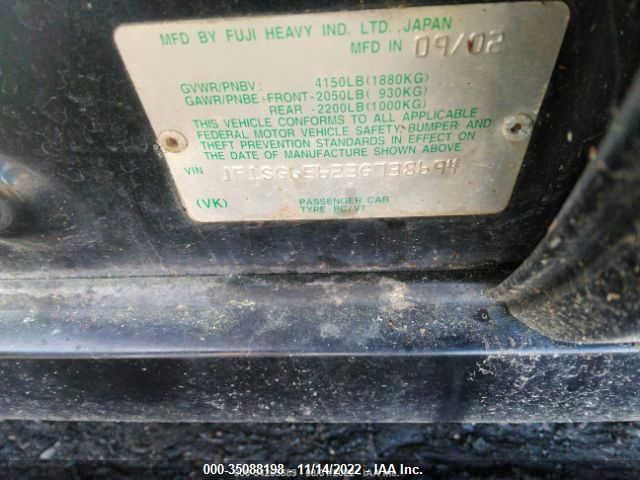 MFD BY FUJI HEAVY IND. LTD. JAPAN
MFD IN 09/02
GVWR/PNBV : 4150LB(1880KG)
GAWR/PNBE-FRONT-2050LB( 930KG)
REAR -2200LB(1000KG)
THIS VEHICLE CONFORMS TO ALL APPLICABLE
FEDERAL MOTOR VEHICLE SAFETY, BUMPER AND
THEFT PREVENTION STANDARDS IN EFFECT ON
THE DATE OF MANUFACTURE SHOWN ABOVE.
VIN
(VK) PASSENGER CAR
TYPE
000-35088198 - 11/14/2022 - IAA Inc.